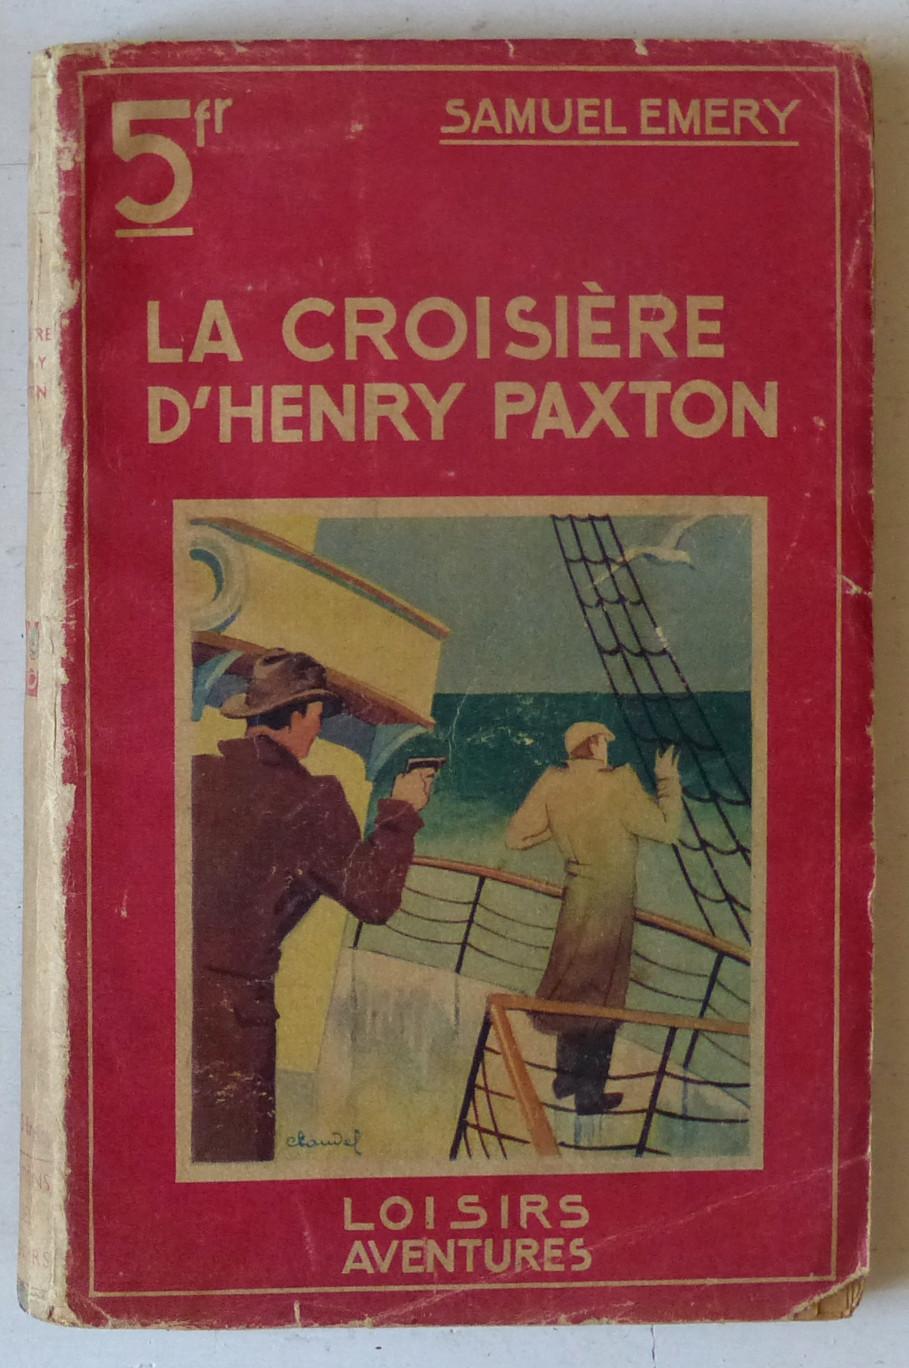 5fr
SAMUEL EMERY
LA CROISIÈRE
D'HENRY PAXTON
LOISIRS
AVENTURES